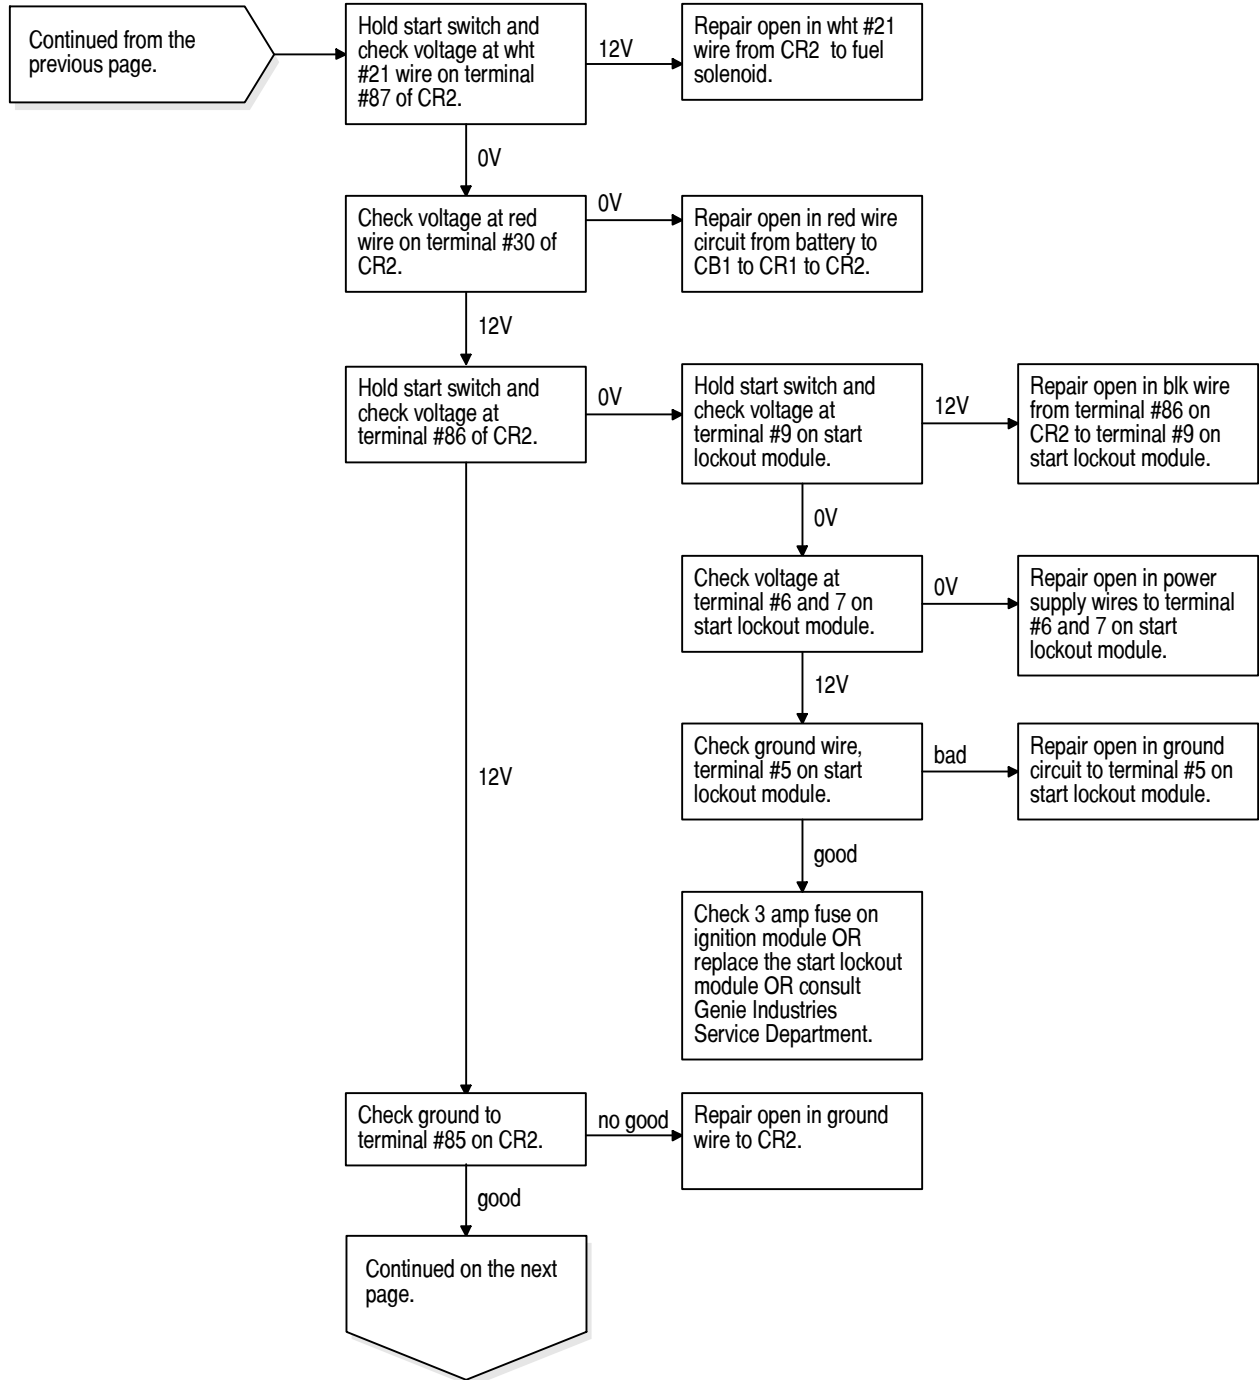 Continued from the
previous page.
Hold start switch and
check voltage at wht
#21 wire on terminal
#87 of CR2.
12V
Repair open in wht #21
wire from CR2 to fuel
solenoid.
0V
Check voltage at red
wire on terminal #30 of
CR2.
0V
Repair open in red wire
circuit from battery to
CB1 to CR1 to CR2.
12V
Hold start switch and
check voltage at
terminal #86 of CR2.
0V
Hold start switch and
check voltage at
terminal #9 on start
lockout module.
12V
Repair open in blk wire
from terminal #86 on
CR2 to terminal #9 on
start lockout module.
0V
Check voltage at
terminal #6 and 7 on
start lockout module.
0V
Repair open in power
supply wires to terminal
#6 and 7 on start
lockout module.
12V
Check ground wire,
terminal #5 on start
lockout module.
bad
Repair open in ground
circuit to terminal #5 on
start lockout module.
12V
good
Check 3 amp fuse on
ignition module OR
replace the start lockout
module OR consult
Genie Industries
Service Department.
Check ground to
terminal #85 on CR2.
no good
Repair open in ground
wire to CR2.
good
Continued on the next
page.